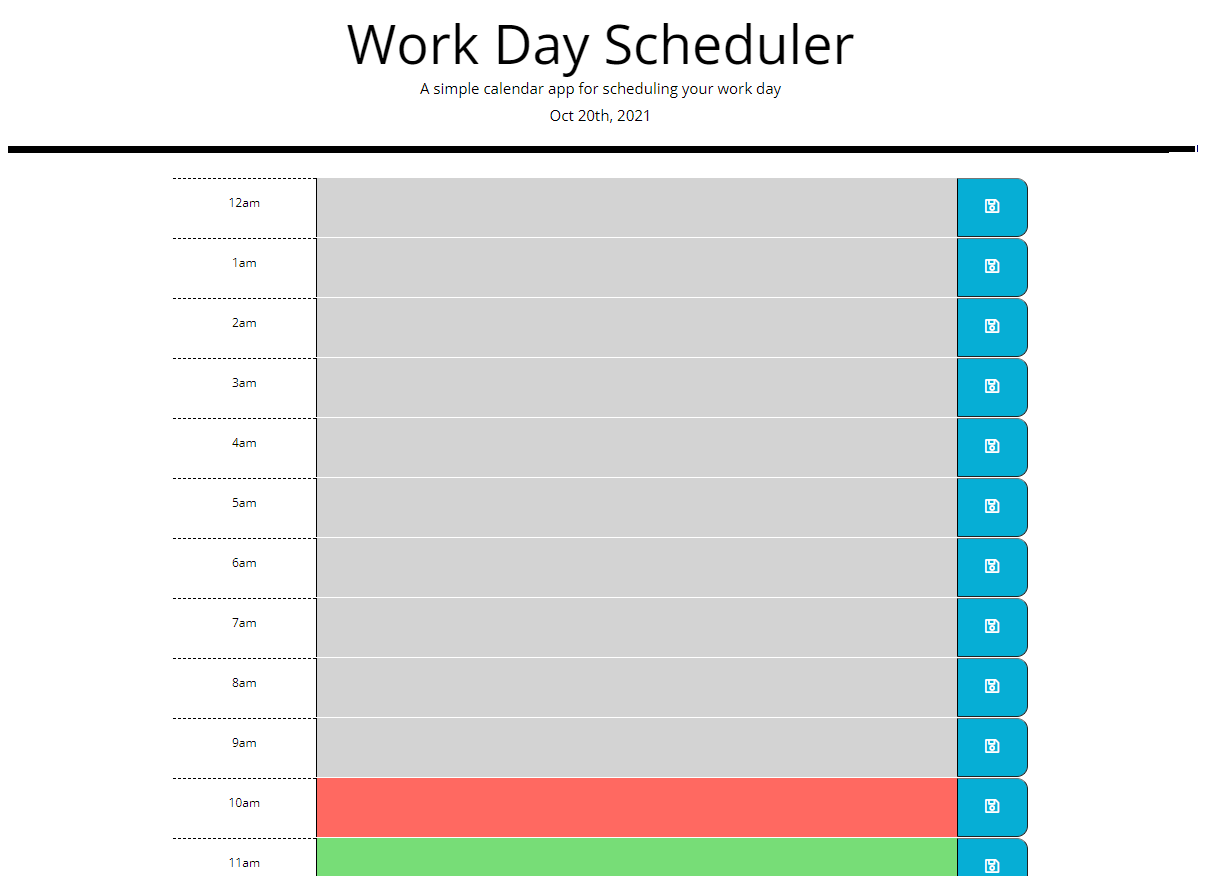 Work Day Scheduler
A simple calendar app for scheduling your work day
Oct 20th, 2021
12am
1am
2am
3am
4am
5am
6am
7am
8am
9am
10am
11am